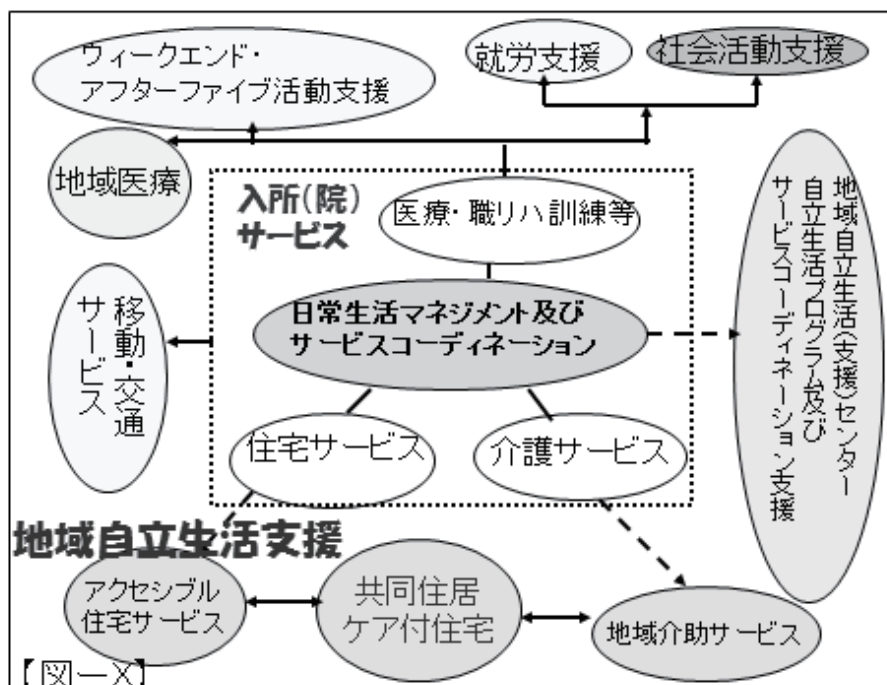 ウィークエンド・
アフターファイブ活動支援
就労支援
社会活動支援
地域医療
入所(院)
サービス
医療・職リハ訓練等
地域自立生活(支援)センター
自立生活プログラム及び
サービスコーディネーション支援
日常生活マネジメント及び
サービスコーディネーション
移動・交通
サービス
住宅サービス
介護サービス
地域自立生活支援
アクセシブル
住宅サービス
共同住居
ケア付住宅
地域介助サービス
【図ーX】